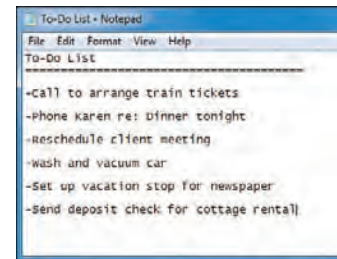 To-Do List - Notepad
File Edit Format View Help
To-Do List
========================================
-Call to arrange train tickets
-Phone Karen re: Dinner tonight
-Reschedule client meeting
-Wash and vacuum car
-Set up vacation stop for newspaper
-Send deposit check for cottage rental